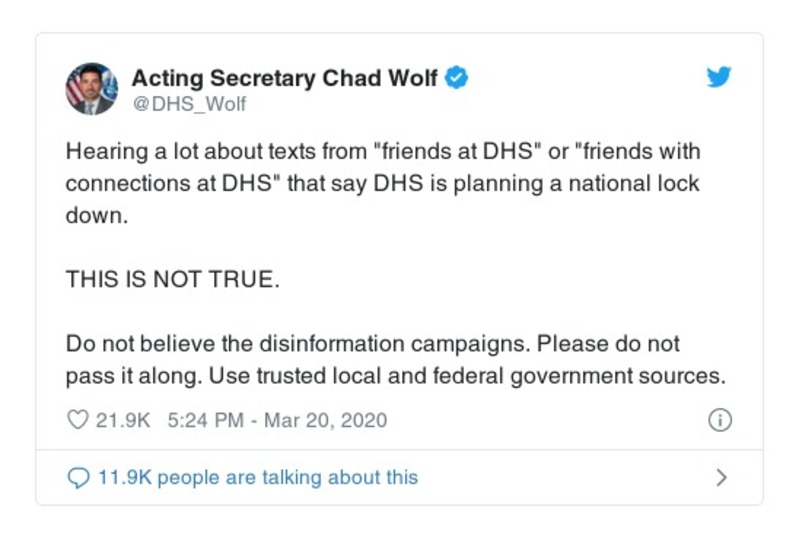 Acting Secretary Chad Wolf
@DHS_Wolf
Hearing a lot about texts from "friends at DHS" or "friends with
connections at DHS" that say DHS is planning a national lock
down.
THIS IS NOT TRUE.
Do not believe the disinformation campaigns. Please do not
pass it along. Use trusted local and federal government sources.
21.9K 5:24 PM - Mar 20, 2020
11.9K people are talking about this